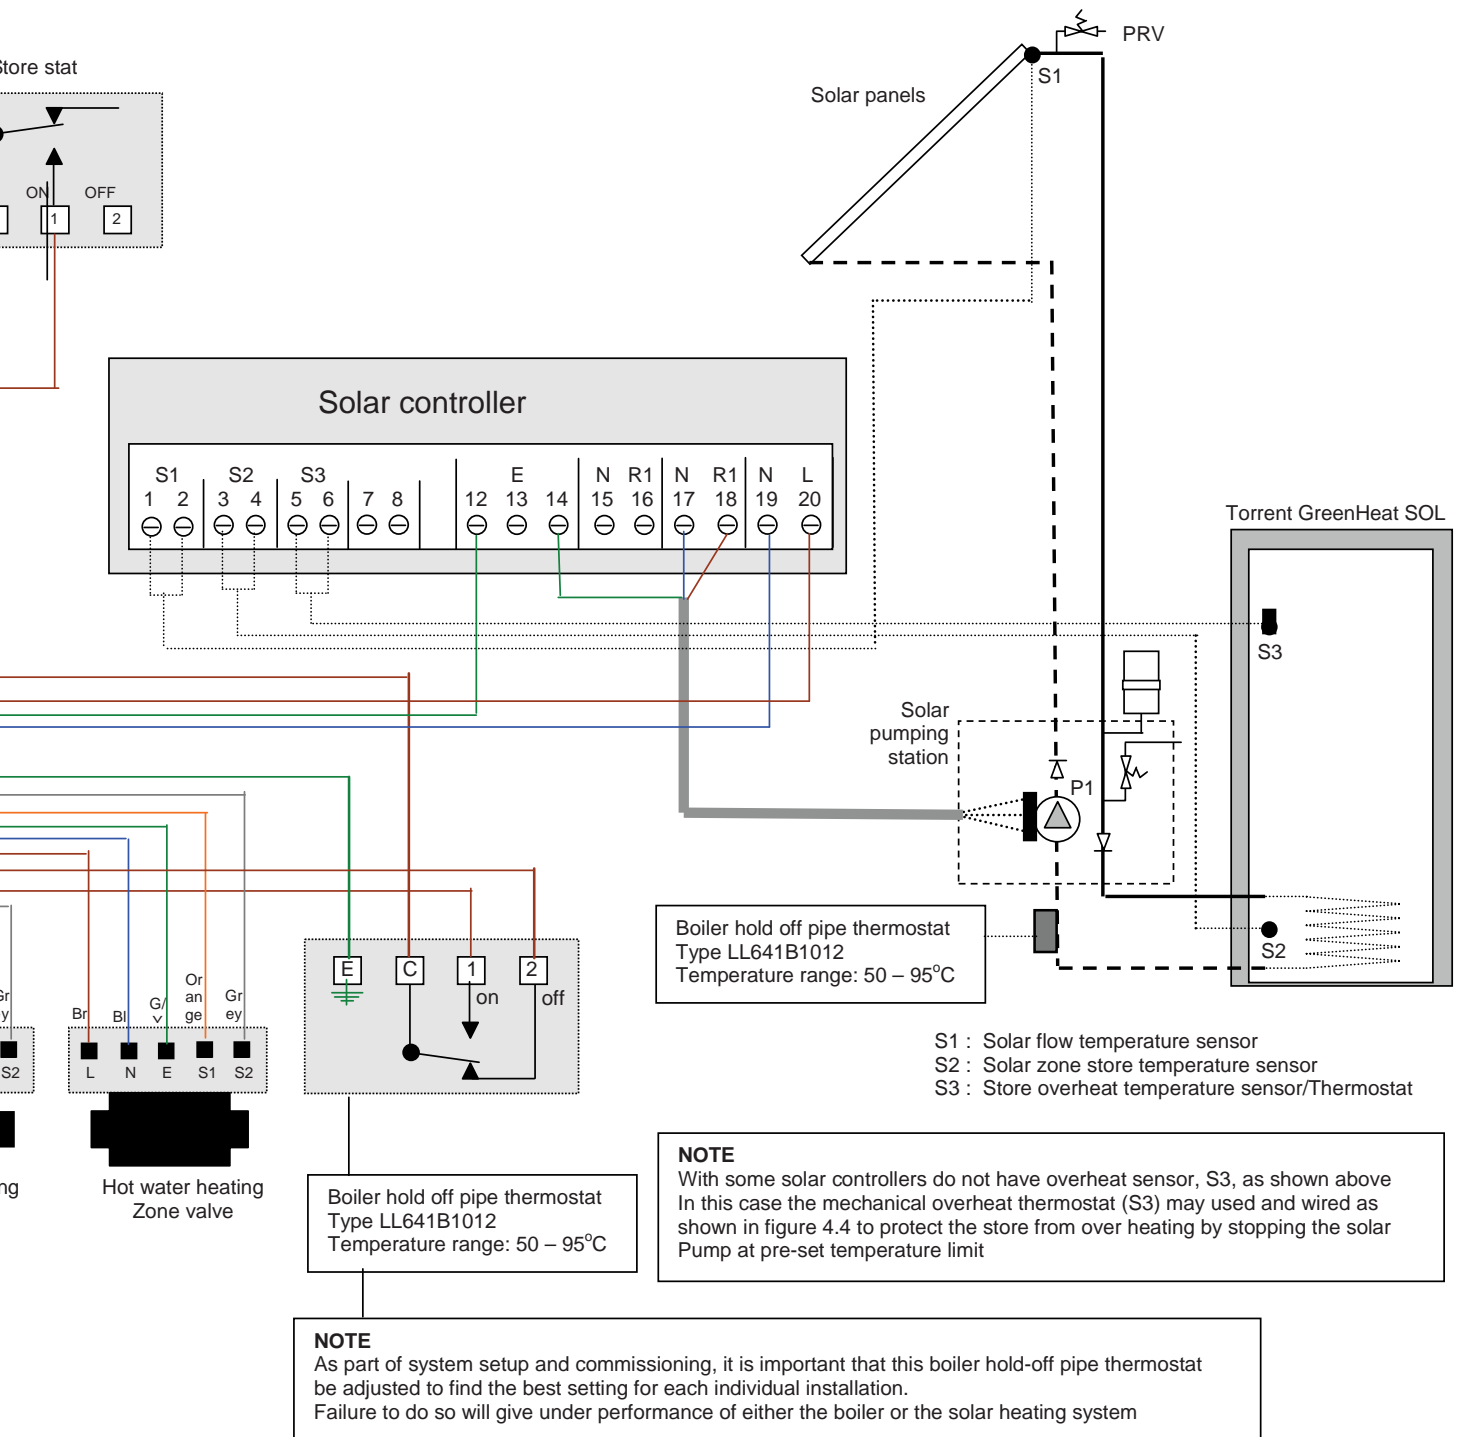 PRV
Store stat
S1
Solar panels
ON OFF
1 2
Solar controller
S1 S2 S3 E N R1 N R1 N L
1 2 3 4 5 6 7 8 12 13 14 15 16 17 18 19 20
Torrent GreenHeat SOL
S3
Solar
pumping
station
P1
Boiler hold off pipe thermostat
Type LL641B1012
Temperature range: 50 – 95°C
S2
E C 1 2
on off
Br Bl G/
Y
Or
an
ge
Gr
ey
S2 L N E S1 S2
S1 : Solar flow temperature sensor
S2 : Solar zone store temperature sensor
S3 : Store overheat temperature sensor/Thermostat
Hot water heating
Zone valve
Boiler hold off pipe thermostat
Type LL641B1012
Temperature range: 50 – 95°C
NOTE
With some solar controllers do not have overheat sensor, S3, as shown above
In this case the mechanical overheat thermostat (S3) may used and wired as
shown in figure 4.4 to protect the store from over heating by stopping the solar
Pump at pre-set temperature limit
NOTE
As part of system setup and commissioning, it is important that this boiler hold-off pipe thermostat
be adjusted to find the best setting for each individual installation.
Failure to do so will give under performance of either the boiler or the solar heating system